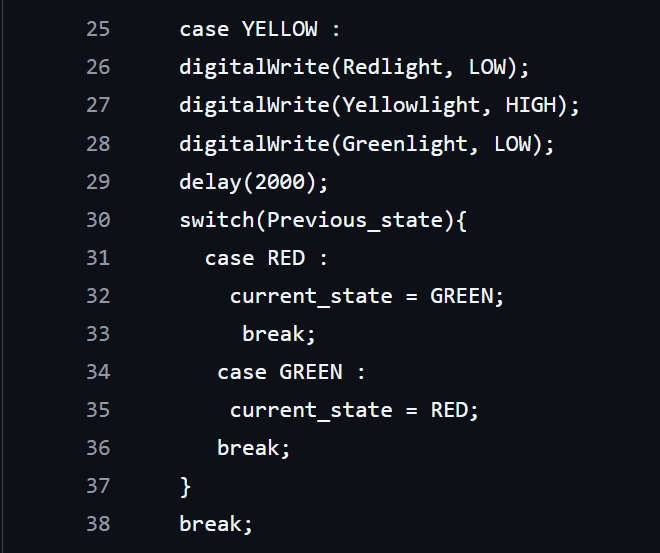 25 case YELLOW :
26 digitalWrite(Redlight, LOW);
27 digitalWrite(Yellowlight, HIGH);
28 digitalWrite(Greenlight, LOW);
29 delay(2000);
30 switch(Previous_state){
31 case RED :
32 current_state = GREEN;
33 break;
34 case GREEN :
35 current_state = RED;
36 break;
37 }
38 break;